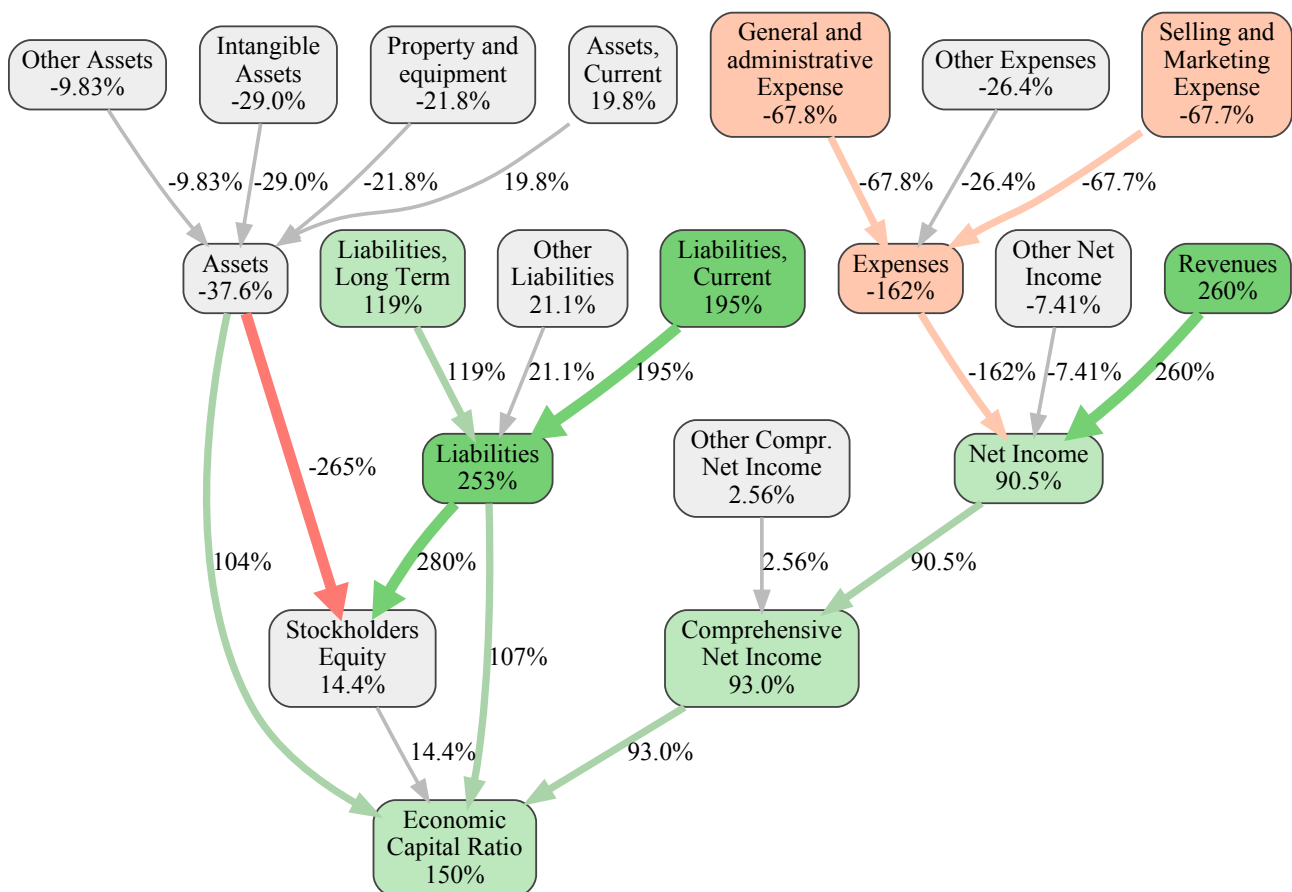 Other Assets
-9.83%
Intangible
Assets
-29.0%
Property and
equipment
-21.8%
Assets,
Current
19.8%
General and
administrative
Expense
-67.8%
Other Expenses
-26.4%
Selling and
Marketing
Expense
-67.7%
-9.83%
-29.0%
-21.8%
19.8%
-67.8%
-26.4%
-67.7%
Assets
-37.6%
Liabilities,
Long Term
119%
Other
Liabilities
21.1%
Liabilities,
Current
195%
Expenses
-162%
Other Net
Income
-7.41%
Revenues
260%
119%
21.1%
195%
-162%
-7.41%
260%
-265%
Liabilities
253%
Other Compr.
Net Income
2.56%
Net Income
90.5%
104%
280%
2.56%
90.5%
Stockholders
Equity
14.4%
107%
Comprehensive
Net Income
93.0%
14.4%
93.0%
Economic
Capital Ratio
150%